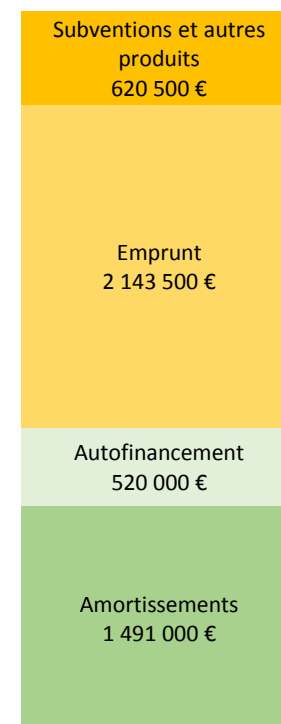 Subventions et autres
produits
620 500 €
Emprunt
2 143 500 €
Autofinancement
520 000 €
Amortissements
1 491 000 €